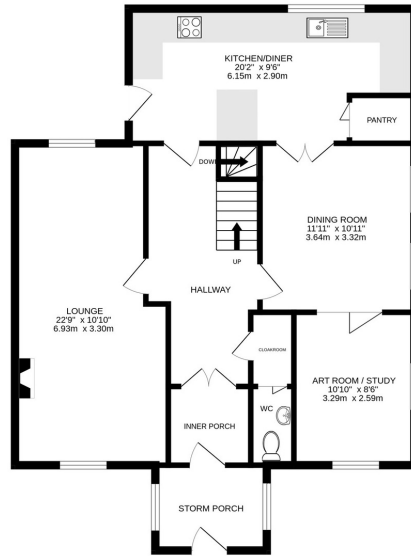 KITCHEN/DINER
20'2" x 9'6"
6.15m x 2.90m
PANTRY
DOWN
DINING ROOM
11'11" x 10'11"
3.64m x 3.32m
UP
HALLWAY
LOUNGE
22'9" x 10'10"
6.93m x 3.30m
CLOAKROOM
ART ROOM / STUDY
10'10" x 8'6"
3.29m x 2.59m
WC
INNER PORCH
STORM PORCH